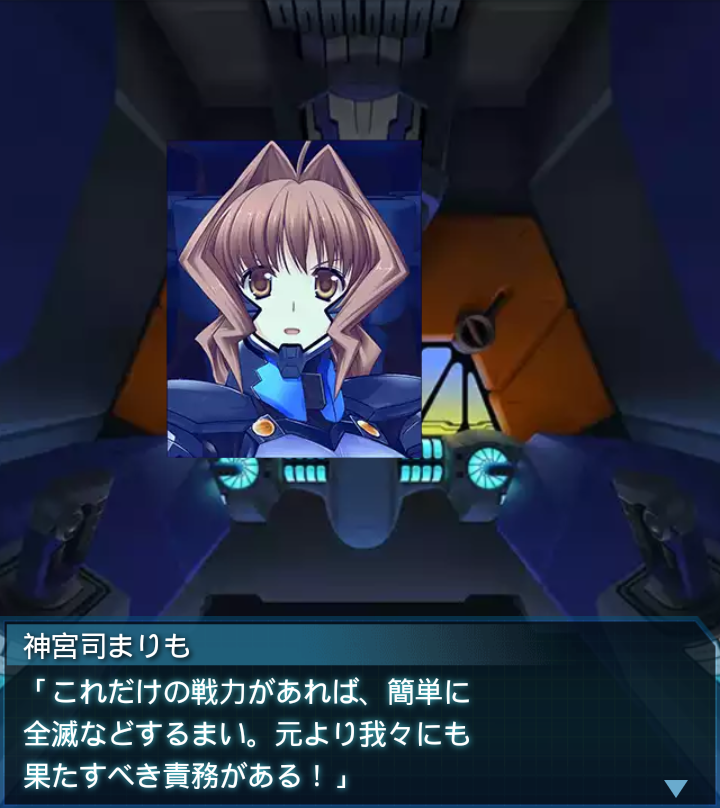 神宮司まりも
「これだけの戦力があれば、簡単に
全滅などするまい。元より我々にも
果たすべき責務がある！」